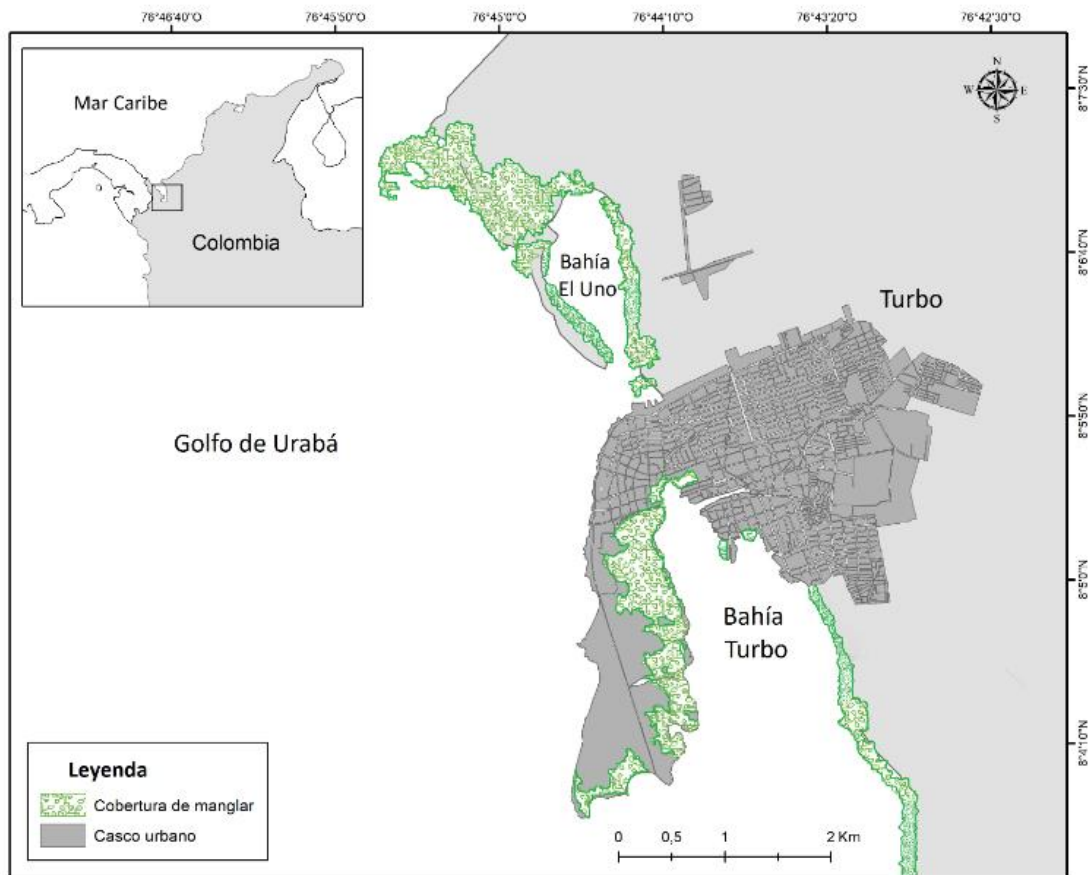 76°46'40"O
76°45'50"O
76°45'0"O
76°44'10"O
76°43'20"O
76°42'30"O
Mar Caribe
Colombia
N
W
E
S
8°7'30"N
8°6'40"N
8°5'50"N
8°5'0"N
8°4'10"N
Bahía
El Uno
Turbo
Golfo de Urabá
Bahía
Turbo
Leyenda
Cobertura de manglar
Casco urbano
0 0,5 1 2 Km